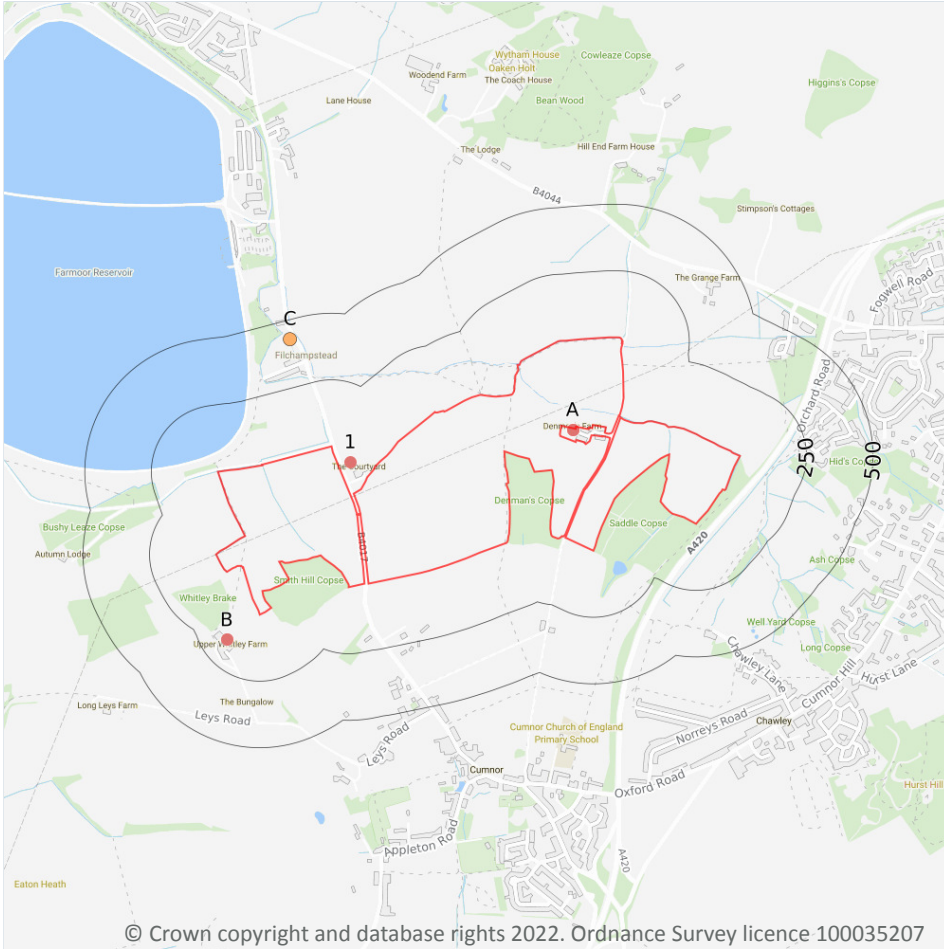 Wytham House
Oaken Holt
The Coach House
Cowleaze Copse
Woodend Farm
Higgins's Copse
Lane House
Bean Wood
The Lodge
Hill End Farm House
B4044
Stimpson's Cottages
Farmoor Reservoir
The Grange Farm
Fogwell Road
C
Filchampstead
Orchard Road
A
1
250
500
Hid's Copse
Denman's Copse
Saddle Copse
Bushy Leaze Copse
Autumn Lodge
B4017
A420
Ash Copse
Smith Hill Copse
Whitley Brake
B
Upper Whitley Farm
Well Yard Copse
Long Copse
Chawley Lane
Cumnor Hill
Hurst Lane
The Bungalow
Long Leys Farm
Leys Road
Leys Road
Cumnor Church of England
Primary School
Norreys Road
Chawley
Cumnor
Oxford Road
Hurst Hill
Appleton Road
A420
Eaton Heath
© Crown copyright and database rights 2022. Ordnance Survey licence 100035207